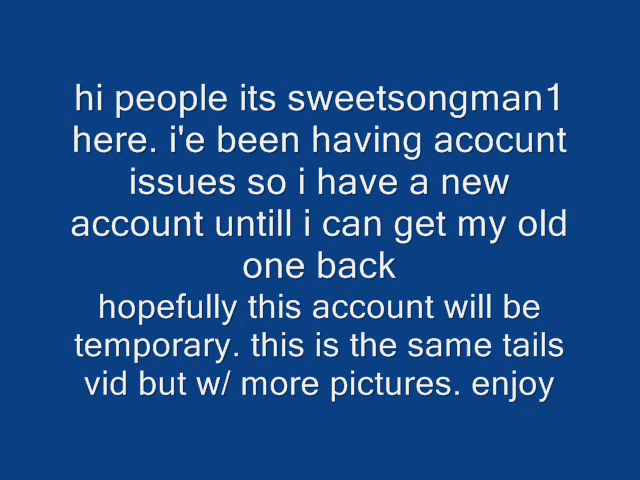 hi people its sweetsongman1
here. i'e been having acocunt
issues so i have a new
account untill i can get my old
one back
hopefully this account will be
temporary. this is the same tails
vid but w/ more pictures. enjoy